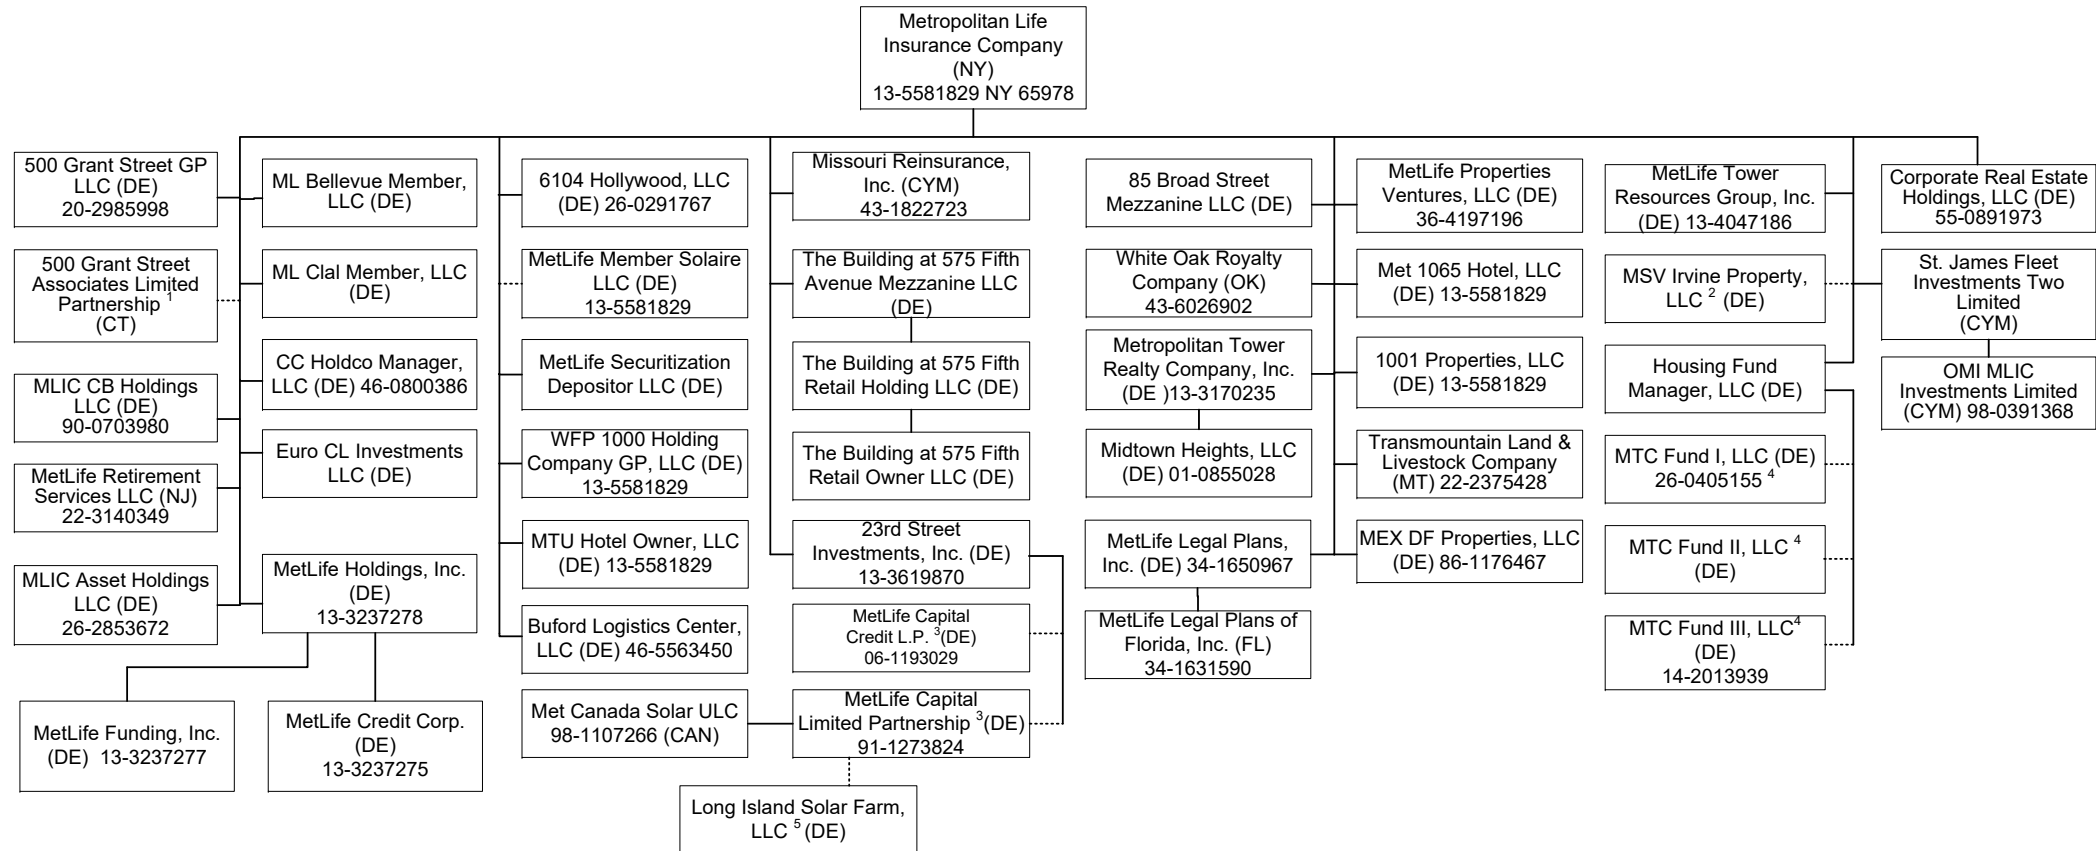 Metropolitan Life
Insurance Company
(NY)
13-5581829 NY 65978
500 Grant Street GP
LLC (DE)
20-2985998
500 Grant Street
Associates Limited
Partnership 1
(CT)
MLIC CB Holdings
LLC (DE)
90-0703980
MetLife Retirement
Services LLC (NJ)
22-3140349
MLIC Asset Holdings
LLC (DE)
26-2853672
ML Bellevue Member,
LLC (DE)
ML Clal Member, LLC
(DE)
CC Holdco Manager,
LLC (DE) 46-0800386
Euro CL Investments
LLC (DE)
MetLife Holdings, Inc.
(DE)
13-3237278
MetLife Funding, Inc.
(DE) 13-3237277
MetLife Credit Corp.
(DE)
13-3237275
6104 Hollywood, LLC
(DE) 26-0291767
MetLife Member Solaire
LLC (DE)
13-5581829
MetLife Securitization
Depositor LLC (DE)
WFP 1000 Holding
Company GP, LLC (DE)
13-5581829
MTU Hotel Owner, LLC
(DE) 13-5581829
Buford Logistics Center,
LLC (DE) 46-5563450
Met Canada Solar ULC
98-1107266 (CAN)
Missouri Reinsurance,
Inc. (CYM)
43-1822723
The Building at 575 Fifth
Avenue Mezzanine LLC
(DE)
The Building at 575 Fifth
Retail Holding LLC (DE)
The Building at 575 Fifth
Retail Owner LLC (DE)
23rd Street
Investments, Inc. (DE)
13-3619870
MetLife Capital
Credit L.P. 3(DE)
06-1193029
MetLife Capital
Limited Partnership 3(DE)
91-1273824
Long Island Solar Farm,
LLC 5 (DE)
85 Broad Street
Mezzanine LLC (DE)
White Oak Royalty
Company (OK)
43-6026902
Metropolitan Tower
Realty Company, Inc.
(DE )13-3170235
Midtown Heights, LLC
(DE) 01-0855028
MetLife Legal Plans,
Inc. (DE) 34-1650967
MetLife Legal Plans of
Florida, Inc. (FL)
34-1631590
MetLife Properties
Ventures, LLC (DE)
36-4197196
Met 1065 Hotel, LLC
(DE) 13-5581829
1001 Properties, LLC
(DE) 13-5581829
Transmountain Land &
Livestock Company
(MT) 22-2375428
MEX DF Properties, LLC
(DE) 86-1176467
MetLife Tower
Resources Group, Inc.
(DE) 13-4047186
MSV Irvine Property,
LLC 2 (DE)
Housing Fund
Manager, LLC (DE)
MTC Fund I, LLC (DE)
26-0405155 4
MTC Fund II, LLC 4
(DE)
MTC Fund III, LLC4
(DE)
14-2013939
Corporate Real Estate
Holdings, LLC (DE)
55-0891973
St. James Fleet
Investments Two
Limited
(CYM)
OMI MLIC
Investments Limited
(CYM) 98-0391368